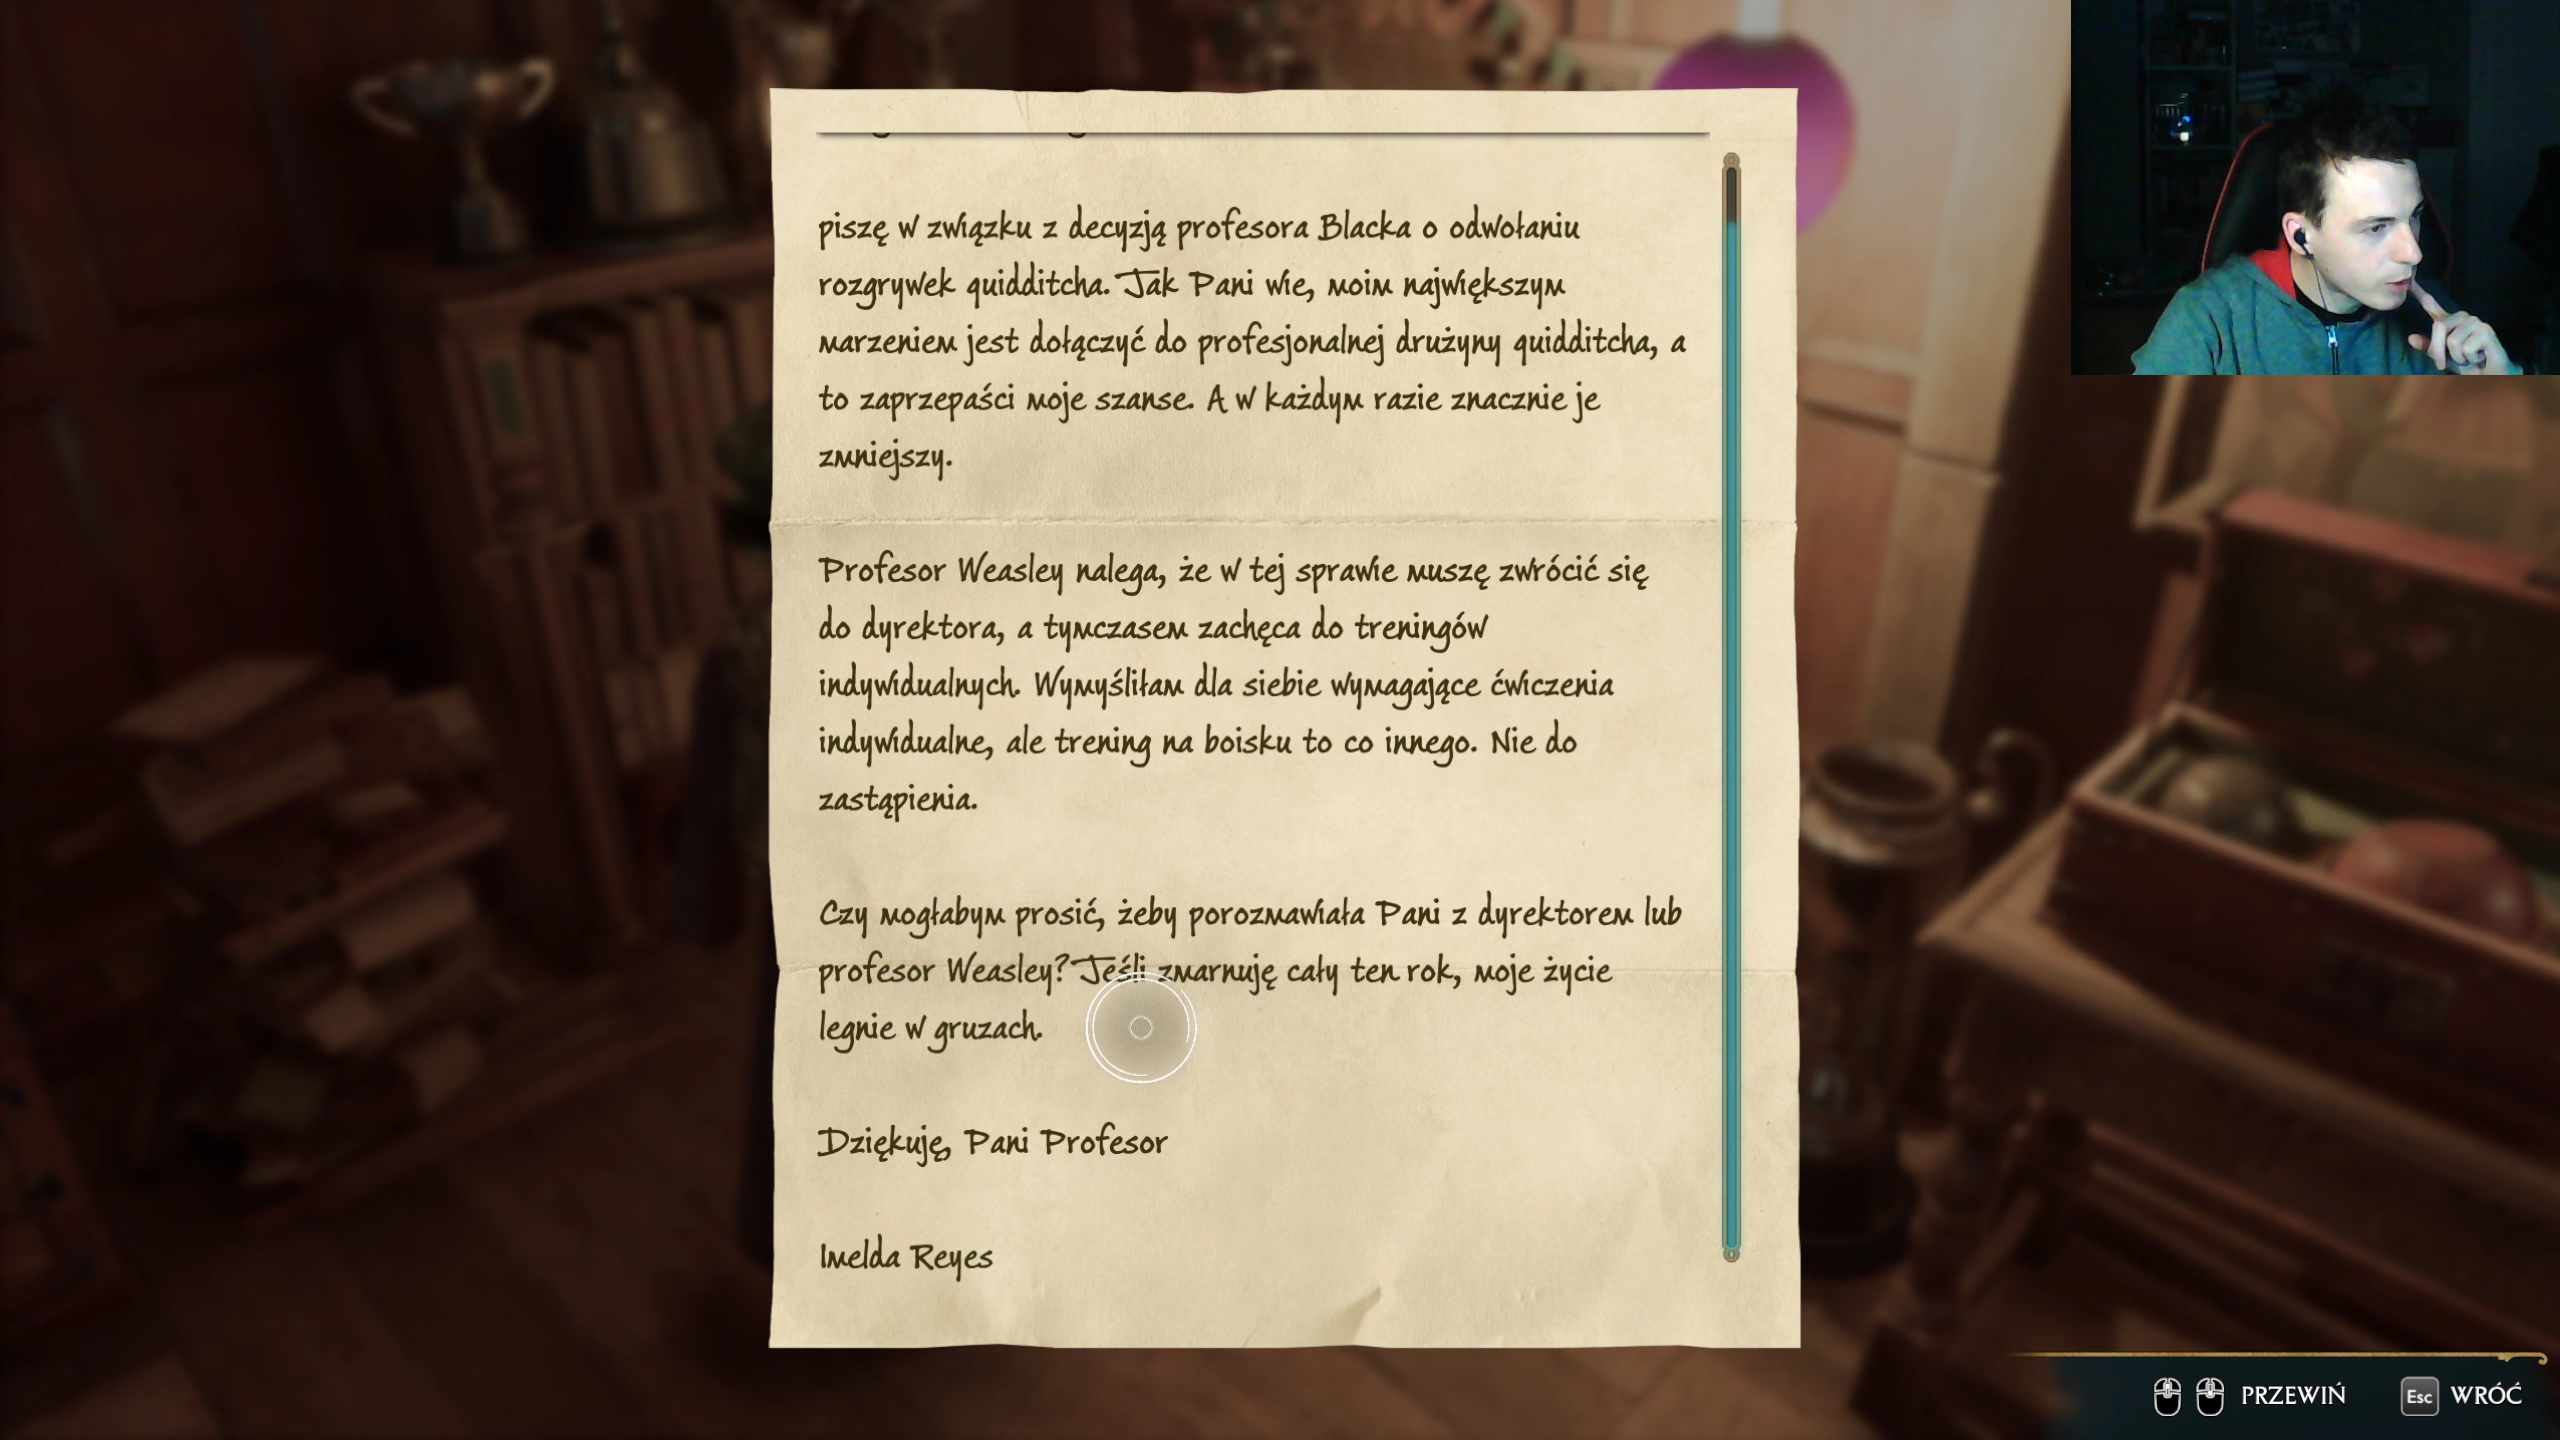 piszę w związku z decyzją profesora Blacka o odwołaniu
rozgrywek quidditcha. Jak Pani wie, moim największym
marzeniem jest dołączyć do profesjonalnej drużyny quidditcha, a
to zaprzepaści moje szanse. A w każdym razie znacznie je
zmniejszy.
Profesor Weasley nalega, że w tej sprawie muszę zwrócić się
do dyrektora, a tymczasem zachęca do treningów
indywidualnych. Wymyśliłam dla siebie wymagające ćwiczenia
indywidualne, ale trening na boisku to co innego. Nie do
zastąpienia.
Czy mogłabym prosić, żeby porozmawiała Pani z dyrektorem lub
profesor Weasley? Jeśli zmarnuję cały ten rok, moje życie
legnie w gruzach.
Dziękuję, Pani Profesor
Imelda Reyes
PRZEWIŃ
Esc WRÓĆ